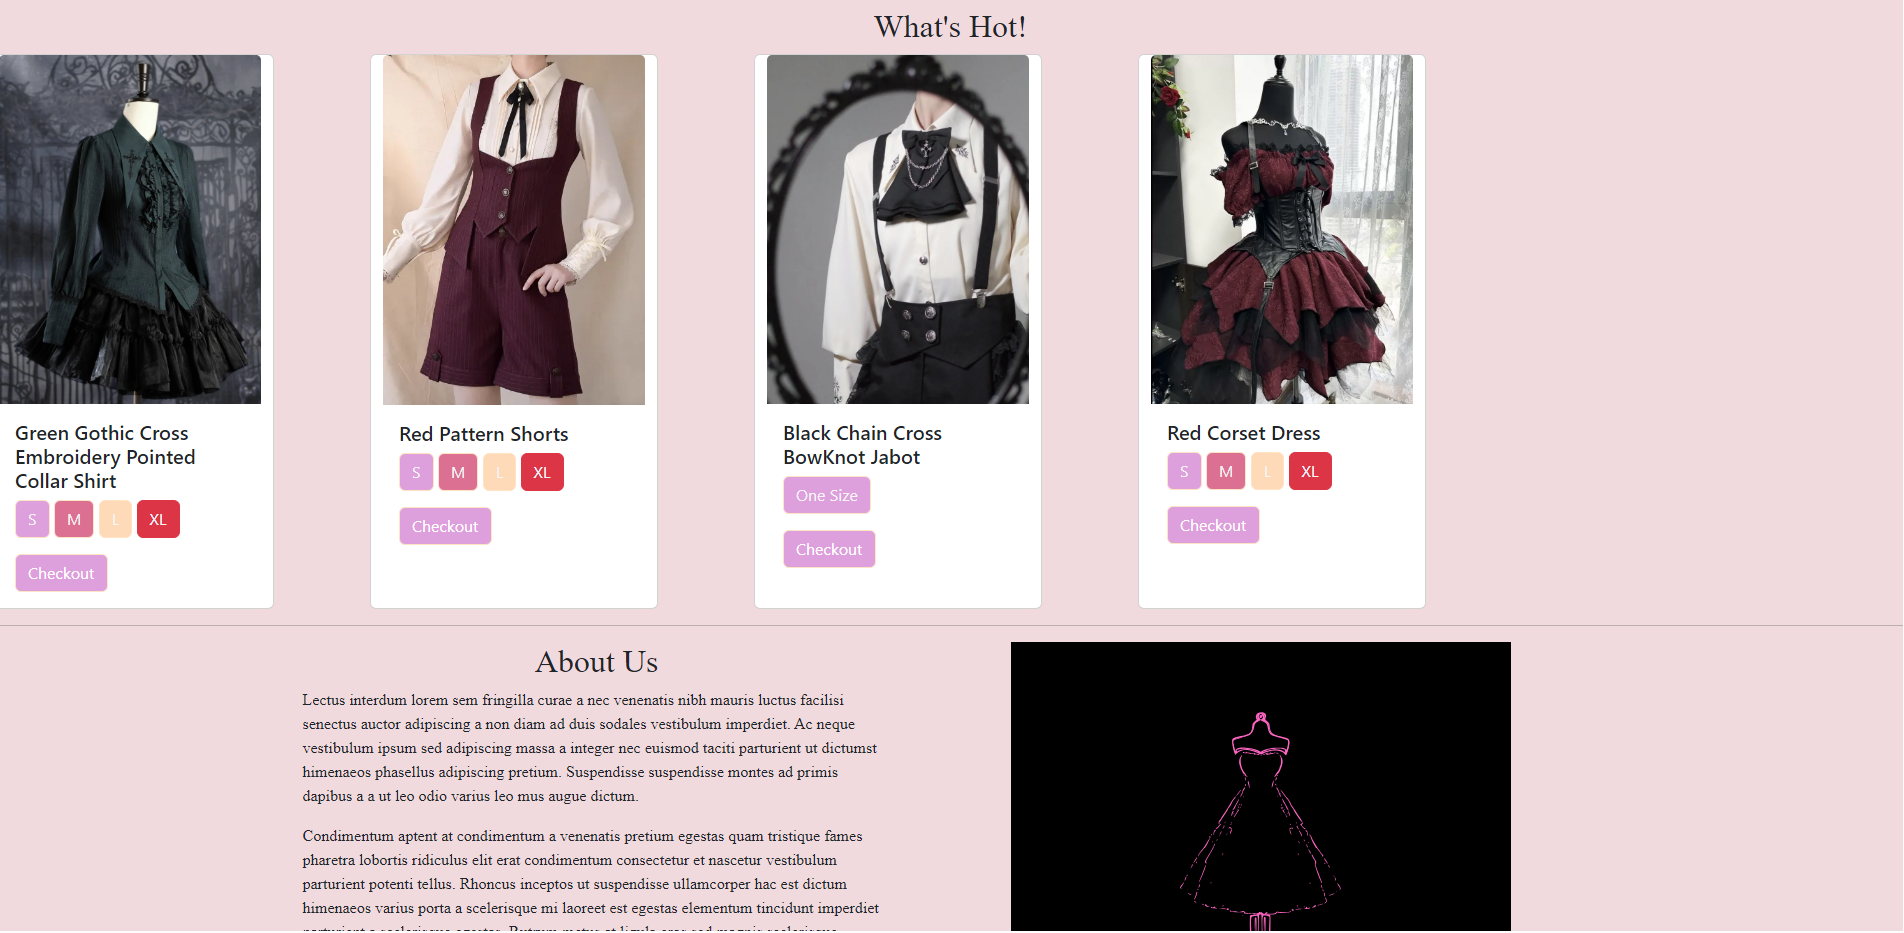 What's Hot!
Green Gothic Cross
Embroidery Pointed
Collar Shirt
S M L XL
Checkout
Red Pattern Shorts
S M L XL
Checkout
Black Chain Cross
BowKnot Jabot
One Size
Checkout
Red Corset Dress
S M L XL
Checkout
About Us
Lectus interdum lorem sem fringilla curae a nec venenatis nibh mauris luctus facilisi
senectus auctor adipiscing a non diam ad duis sodales vestibulum imperdiet. Ac neque
vestibulum ipsum sed adipiscing massa a integer nec euismod taciti parturient ut dictumst
himenaeos phasellus adipiscing pretium. Suspendisse suspendisse montes ad primis
dapibus a a ut leo odio varius leo mus augue dictum.
Condimentum aptent at condimentum a venenatis pretium egestas quam tristique fames
pharetra lobortis ridiculus elit erat condimentum consectetur et nascetur vestibulum
parturient potenti tellus. Rhoncus inceptos ut suspendisse ullamcorper hac est dictum
himenaeos varius porta a scelerisque mi laoreet est egestas elementum tincidunt imperdiet